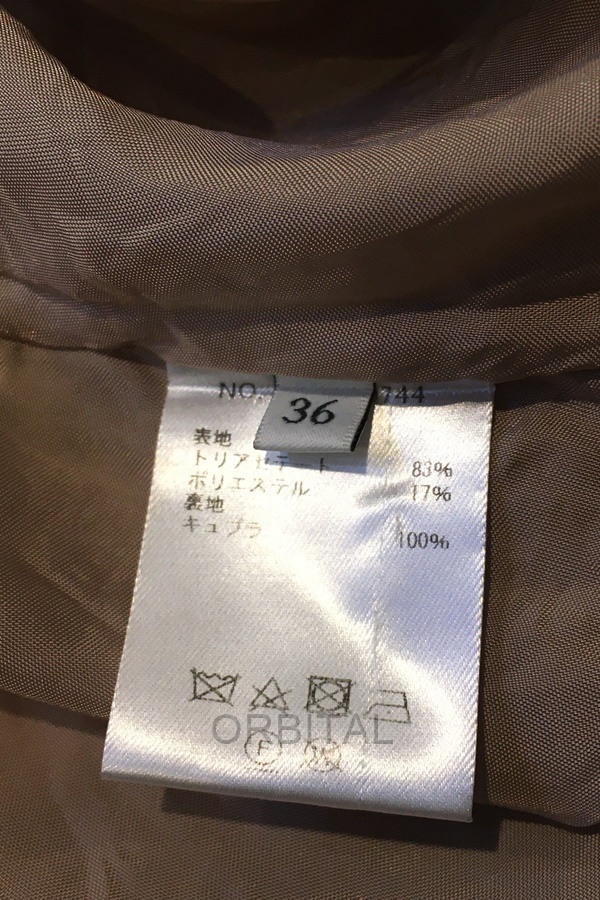 NO. 744
36
表地
トリアセテート 83%
ポリエステル 17%
裏地
キュプラ 100%
ORBITAL
F
W